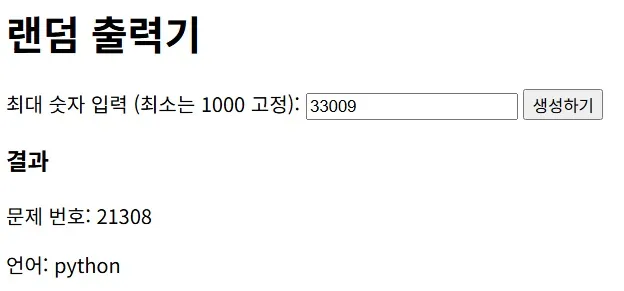 랜덤 출력기
최대 숫자 입력 (최소는 1000 고정): 33009 생성하기
결과
문제 번호: 21308
언어: python